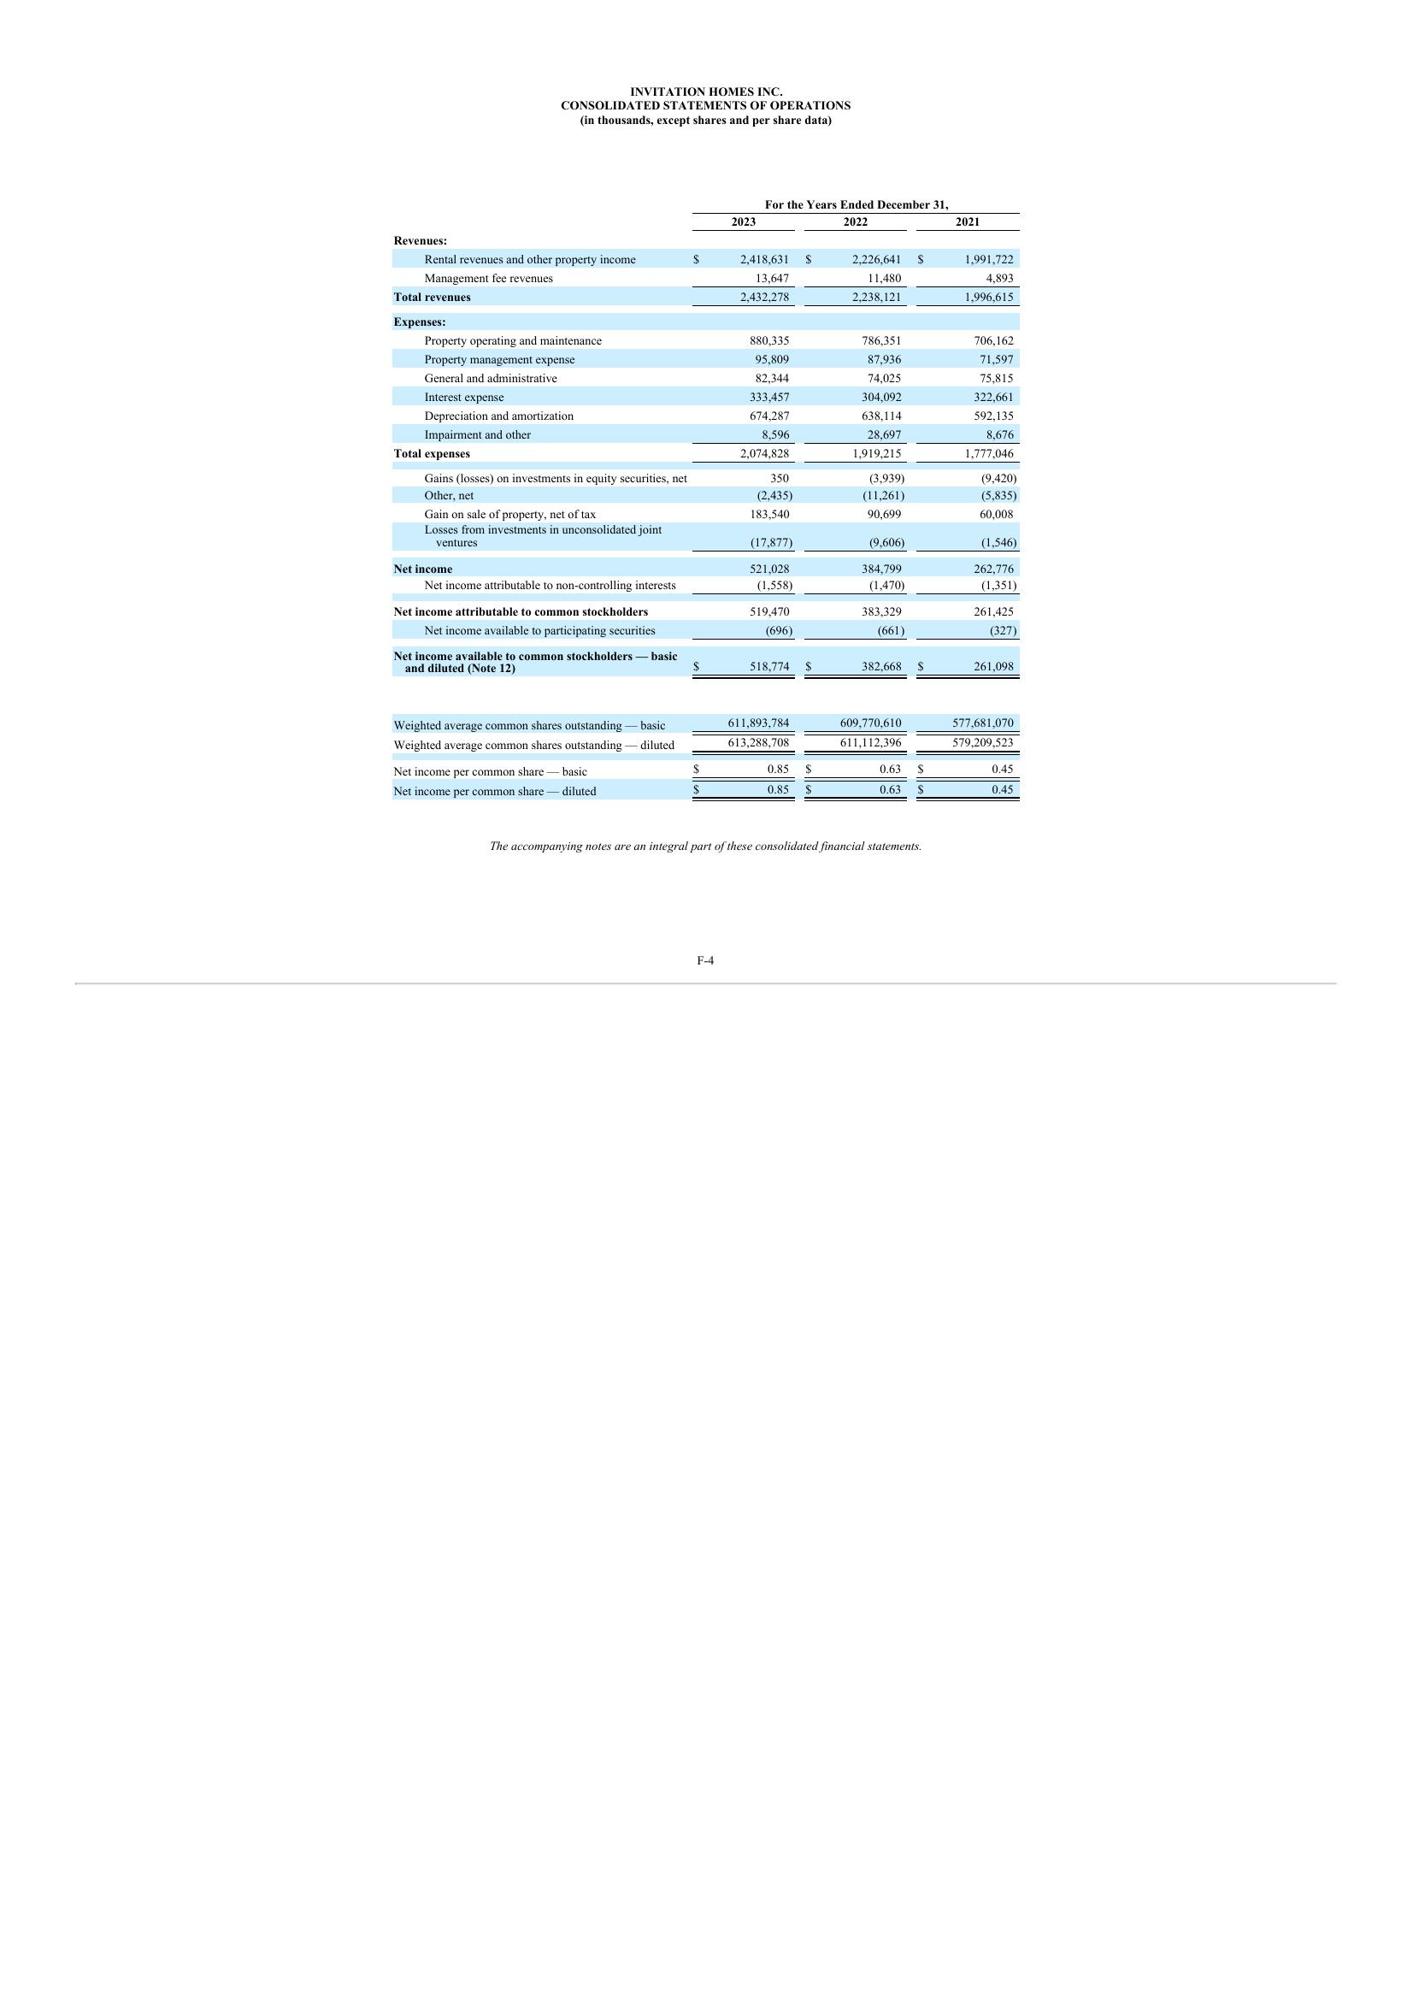 INVITATION HOMES INC.
CONSOLIDATED STATEMENTS OF OPERATIONS
(in thousands, except shares and per share data)
For the Years Ended December 31,
2023 2022 2021
Revenues:
Rental revenues and other property income $ 2,418,631 $ 2,226,641 $ 1,991,722
Management fee revenues 13,647 11,480 4,893
Total revenues 2,432,278 2,238,121 1,996,615
Expenses:
Property operating and maintenance 880,335 786,351 706,162
Property management expense 95,809 87,936 71,597
General and administrative 82,344 74,025 75,815
Interest expense 333,457 304,092 322,661
Depreciation and amortization 674,287 638,114 592,135
Impairment and other 8,596 28,697 8,676
Total expenses 2,074,828 1,919,215 1,777,046
Gains (losses) on investments in equity securities, net 350 (3,939) (9,420)
Other, net (2,435) (11,261) (5,835)
Gain on sale of property, net of tax 183,540 90,699 60,008
Losses from investments in unconsolidated joint
ventures (17,877) (9,606) (1,546)
Net income 521,028 384,799 262,776
Net income attributable to non-controlling interests (1,558) (1,470) (1,351)
Net income attributable to common stockholders 519,470 383,329 261,425
Net income available to participating securities (696) (661) (327)
Net income available to common stockholders — basic
and diluted (Note 12) $ 518,774 $ 382,668 $ 261,098
Weighted average common shares outstanding — basic 611,893,784 609,770,610 577,681,070
Weighted average common shares outstanding — diluted 613,288,708 611,112,396 579,209,523
Net income per common share — basic $ 0.85 $ 0.63 $ 0.45
Net income per common share — diluted $ 0.85 $ 0.63 $ 0.45
The accompanying notes are an integral part of these consolidated financial statements.
F-4